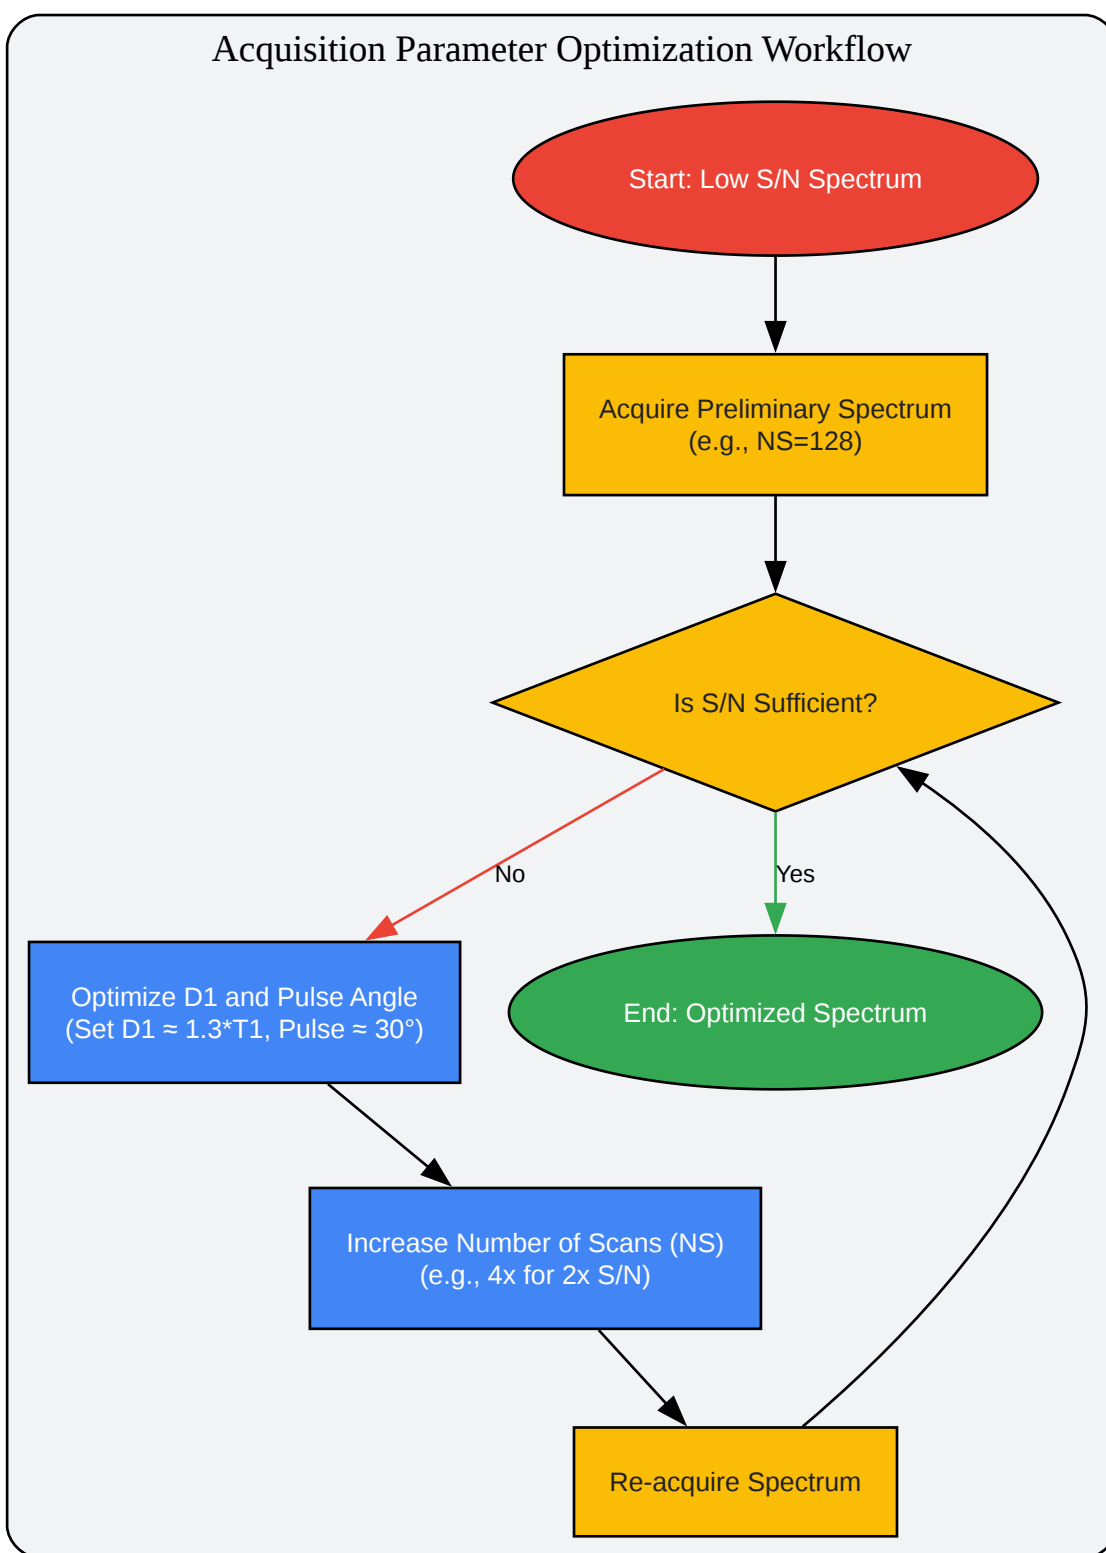 Acquisition Parameter Optimization Workflow
Start: Low S/N Spectrum
Acquire Preliminary Spectrum
(e.g., NS=128)
Is S/N Sufficient?
No
Yes
Optimize D1 and Pulse Angle
(Set D1 ≈ 1.3*T1, Pulse ≈ 30°)
End: Optimized Spectrum
Increase Number of Scans (NS)
(e.g., 4x for 2x S/N)
Re-acquire Spectrum